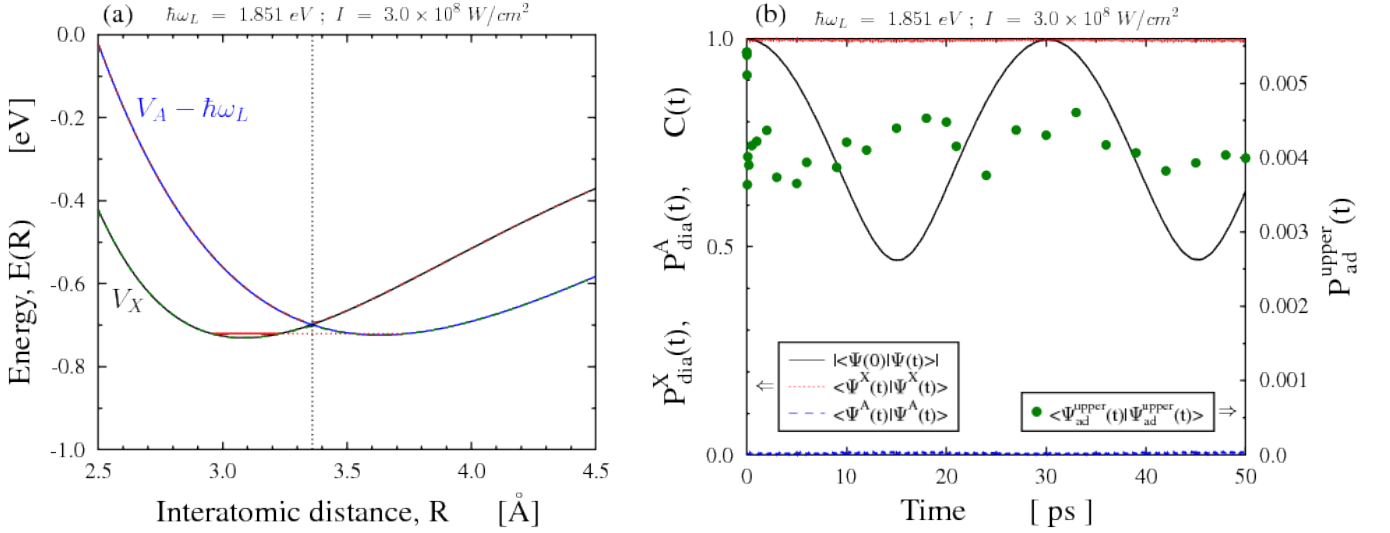 (a) ℏω_L = 1.851 eV ; I = 3.0 × 10^8 W/cm^2
Energy, E(R) [eV]
0.0
-0.2
-0.4
-0.6
-0.8
-1.0
V_A − ℏω_L
V_X
2.5 3.0 3.5 4.0 4.5
Interatomic distance, R [Å]
(b) ℏω_L = 1.851 eV ; I = 3.0 × 10^8 W/cm^2
P^X_dia(t), P^A_dia(t), C(t)
1.0
0.5
0.0
|<Ψ(0)|Ψ(t)>|
⇐ <Ψ^X(t)|Ψ^X(t)>
<Ψ^A(t)|Ψ^A(t)>
<Ψ^upper_ad(t)|Ψ^upper_ad(t)> ⇒
0.005
0.004
0.003
0.002
0.001
0.0
P^upper_ad(t)
0 10 20 30 40 50
Time [ ps ]